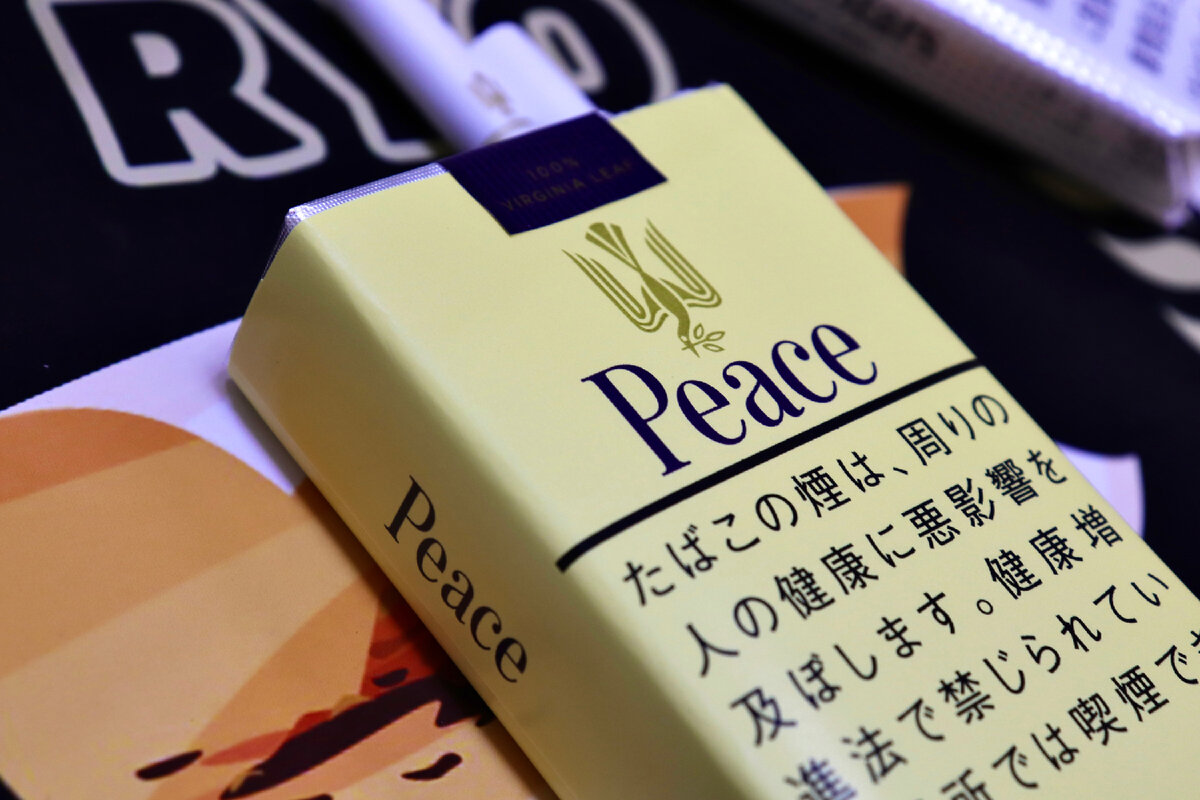 RYO
100%
VIRGINIA LEAF
Peace
Peace
たばこの煙は、周りの
人の健康に悪影響を
及ぼします。健康増
進法で禁じられてい
所では喫煙で